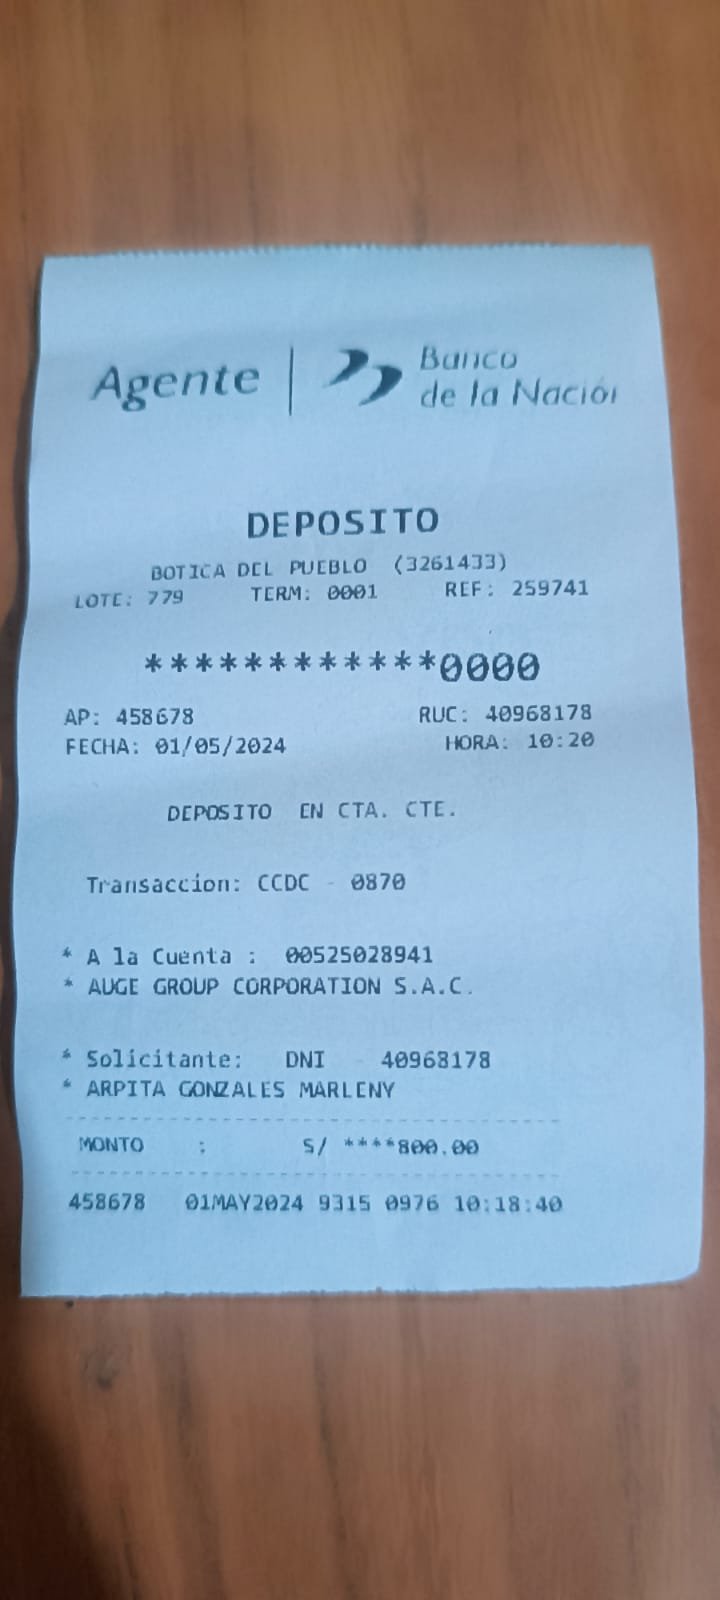 Agente | Banco
de la Nación
DEPOSITO
BOTICA DEL PUEBLO (3261433)
LOTE: 779 TERM: 0001 REF: 259741
************0000
AP: 458678 RUC: 40968178
FECHA: 01/05/2024 HORA: 10:20
DEPOSITO EN CTA. CTE.
Transaccion: CCDC - 0870
* A la Cuenta : 00525028941
* AUGE GROUP CORPORATION S.A.C.
* Solicitante: DNI - 40968178
* ARPITA GONZALES MARLENY
MONTO : S/ ****800.00
458678 01MAY2024 9315 0976 10:18:40